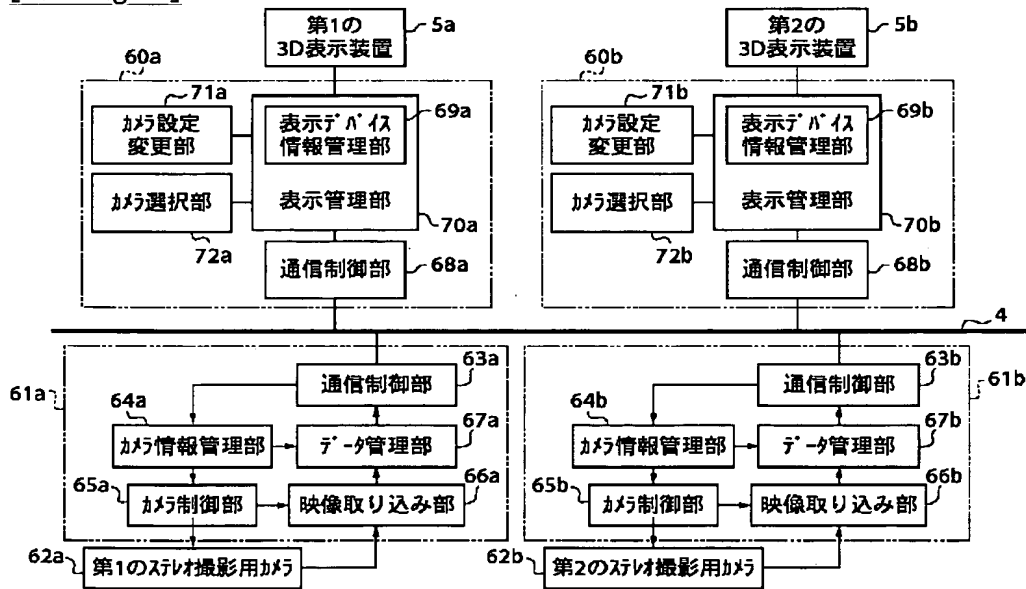 第1の
3D表示装置
5a
第2の
3D表示装置
5b
60a
60b
71a
カメラ設定
変更部
表示デバイス
情報管理部
69a
カメラ選択部
72a
表示管理部
70a
通信制御部
68a
71b
カメラ設定
変更部
表示デバイス
情報管理部
69b
カメラ選択部
72b
表示管理部
70b
通信制御部
68b
4
61a
63a
通信制御部
64a
カメラ情報管理部
67a
データ管理部
65a
カメラ制御部
66a
映像取り込み部
62a
第1のステレオ撮影用カメラ
61b
63b
通信制御部
64b
カメラ情報管理部
67b
データ管理部
65b
カメラ制御部
66b
映像取り込み部
62b
第2のステレオ撮影用カメラ